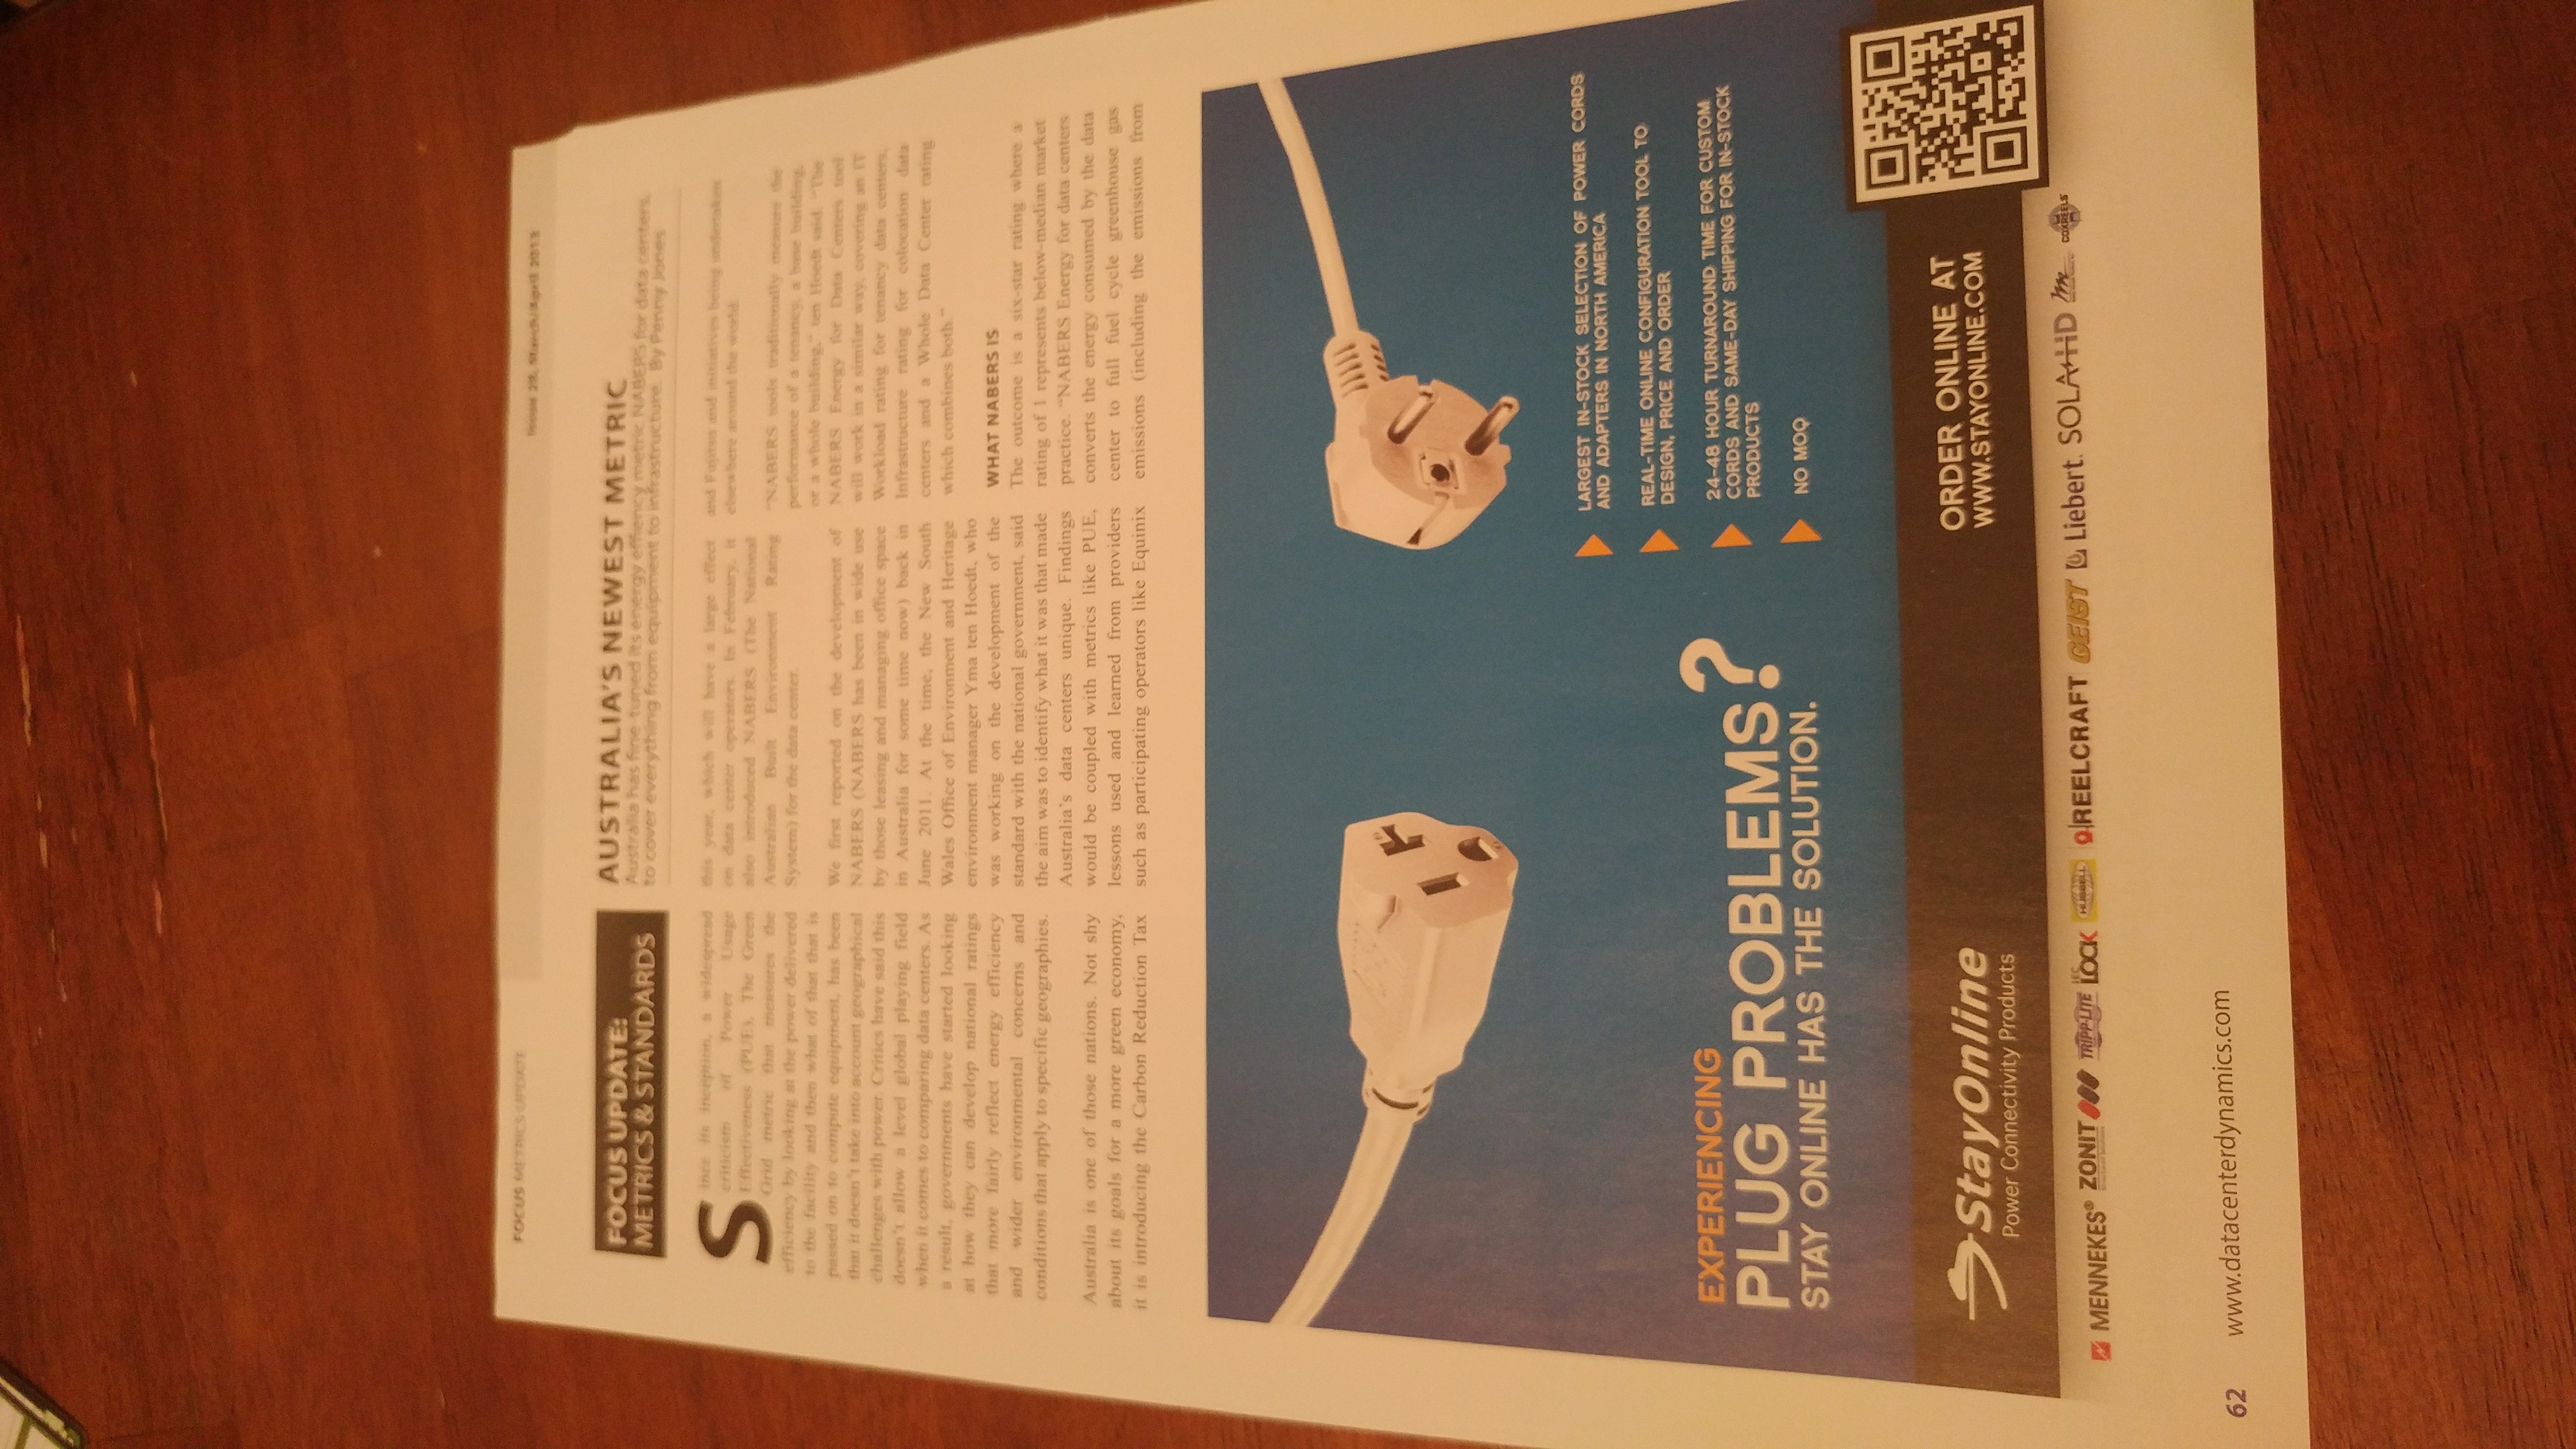 FOCUS METRICS UPDATE
Issue 28, March/April 2013
FOCUS UPDATE:
METRICS & STANDARDS
AUSTRALIA'S NEWEST METRIC
Australia has fine-tuned its energy effiency metric NABERS for data centers,
to cover everything from equipment to infrastructure. By Penny Jones
Since its inception, a widespread
criticism of Power Usage
Effectiveness (PUE), The Green
Grid metric that measures the
efficiency by looking at the power delivered
to the facility and then what of that that is
passed on to compute equipment, has been
that it doesn't take into account geographical
challenges with power. Critics have said this
doesn't allow a level global playing field
when it comes to comparing data centers. As
a result, governments have started looking
at how they can develop national ratings
that more fairly reflect energy efficiency
and wider environmental concerns and
conditions that apply to specific geographies.
Australia is one of those nations. Not shy
about its goals for a more green economy,
it is introducing the Carbon Reduction Tax
this year, which will have a large effect
on data center operators. In February, it
also introduced NABERS (The National
Australian Built Environment Rating
System) for the data center.
We first reported on the development of
NABERS (NABERS has been in wide use
by those leasing and managing office space
in Australia for some time now) back in
June 2011. At the time, the New South
Wales Office of Environment and Heritage
environment manager Yma ten Hoedt, who
was working on the development of the
standard with the national government, said
the aim was to identify what it was that made
Australia's data centers unique. Findings
would be coupled with metrics like PUE,
lessons used and learned from providers
such as participating operators like Equinix
and Fujitsu and initiatives being undertaken
elsewhere around the world.
"NABERS tools traditionally measure the
performance of a tenancy, a base building,
or a whole building," ten Hoedt said. "The
NABERS Energy for Data Centers tool
will work in a similar way, covering an IT
Workload rating for tenancy data centers,
Infrastructure rating for colocation data
centers and a Whole Data Center rating
which combines both."
WHAT NABERS IS
The outcome is a six-star rating where a
rating of 1 represents below-median market
practice. "NABERS Energy for data centers
converts the energy consumed by the data
center to full fuel cycle greenhouse gas
emissions (including the emissions from
EXPERIENCING
PLUG PROBLEMS?
STAY ONLINE HAS THE SOLUTION.
LARGEST IN-STOCK SELECTION OF POWER CORDS
AND ADAPTERS IN NORTH AMERICA
REAL-TIME ONLINE CONFIGURATION TOOL TO
DESIGN, PRICE AND ORDER
24-48 HOUR TURNAROUND TIME FOR CUSTOM
CORDS AND SAME-DAY SHIPPING FOR IN-STOCK
PRODUCTS
NO MOQ
StayOnline
Power Connectivity Products
ORDER ONLINE AT
WWW.STAYONLINE.COM
MENNEKES® ZONIT TRIPP-LITE IEC LOCK HUBBELL REELCRAFT GEIST Liebert. SOLA HD COXREELS
62 www.datacenterdynamics.com